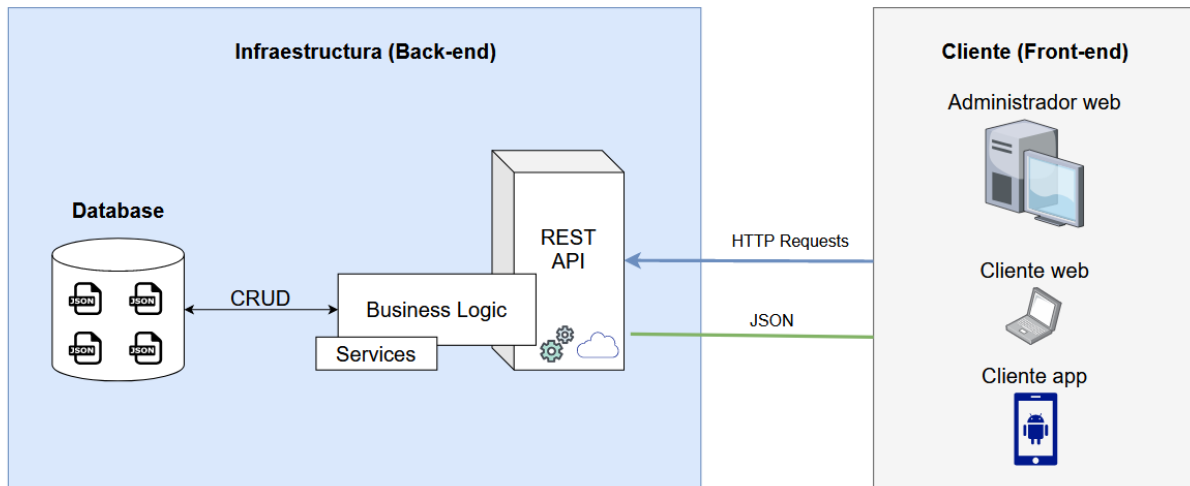 Infraestructura (Back-end)
Database
JSON
JSON
JSON
JSON
CRUD
Business Logic
Services
REST
API
HTTP Requests
JSON
Cliente (Front-end)
Administrador web
Cliente web
Cliente app